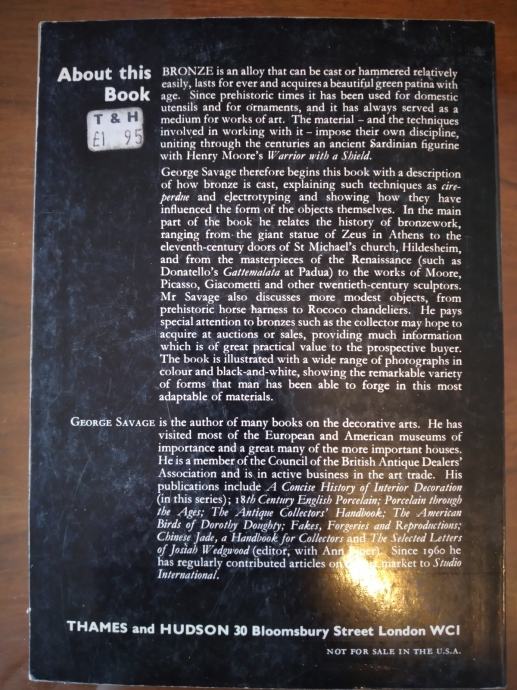 About this
Book
T & H
£1 95
BRONZE is an alloy that can be cast or hammered relatively
easily, lasts for ever and acquires a beautiful green patina with
age. Since prehistoric times it has been used for domestic
utensils and for ornaments, and it has always served as a
medium for works of art. The material – and the techniques
involved in working with it – impose their own discipline,
uniting through the centuries an ancient Sardinian figurine
with Henry Moore's Warrior with a Shield.
George Savage therefore begins this book with a description
of how bronze is cast, explaining such techniques as cire-
perdue and electrotyping and showing how they have
influenced the form of the objects themselves. In the main
part of the book he relates the history of bronzework,
ranging from the giant statue of Zeus in Athens to the
eleventh-century doors of St Michael's church, Hildesheim,
and from the masterpieces of the Renaissance (such as
Donatello's Gattemalata at Padua) to the works of Moore,
Picasso, Giacometti and other twentieth-century sculptors.
Mr Savage also discusses more modest objects, from
prehistoric horse harness to Rococo chandeliers. He pays
special attention to bronzes such as the collector may hope to
acquire at auctions or sales, providing much information
which is of great practical value to the prospective buyer.
The book is illustrated with a wide range of photographs in
colour and black-and-white, showing the remarkable variety
of forms that man has been able to forge in this most
adaptable of materials.
GEORGE SAVAGE is the author of many books on the decorative arts. He has
visited most of the European and American museums of
importance and a great many of the more important houses.
He is a member of the Council of the British Antique Dealers'
Association and is in active business in the art trade. His
publications include A Concise History of Interior Decoration
(in this series); 18th Century English Porcelain; Porcelain through
the Ages; The Antique Collectors' Handbook; The American
Birds of Dorothy Doughty; Fakes, Forgeries and Reproductions;
Chinese Jade, a Handbook for Collectors and The Selected Letters
of Josiah Wedgwood (editor, with Ann). Since 1960 he
has regularly contributed articles on market to Studio
International.
THAMES and HUDSON 30 Bloomsbury Street London WC1
NOT FOR SALE IN THE U.S.A.